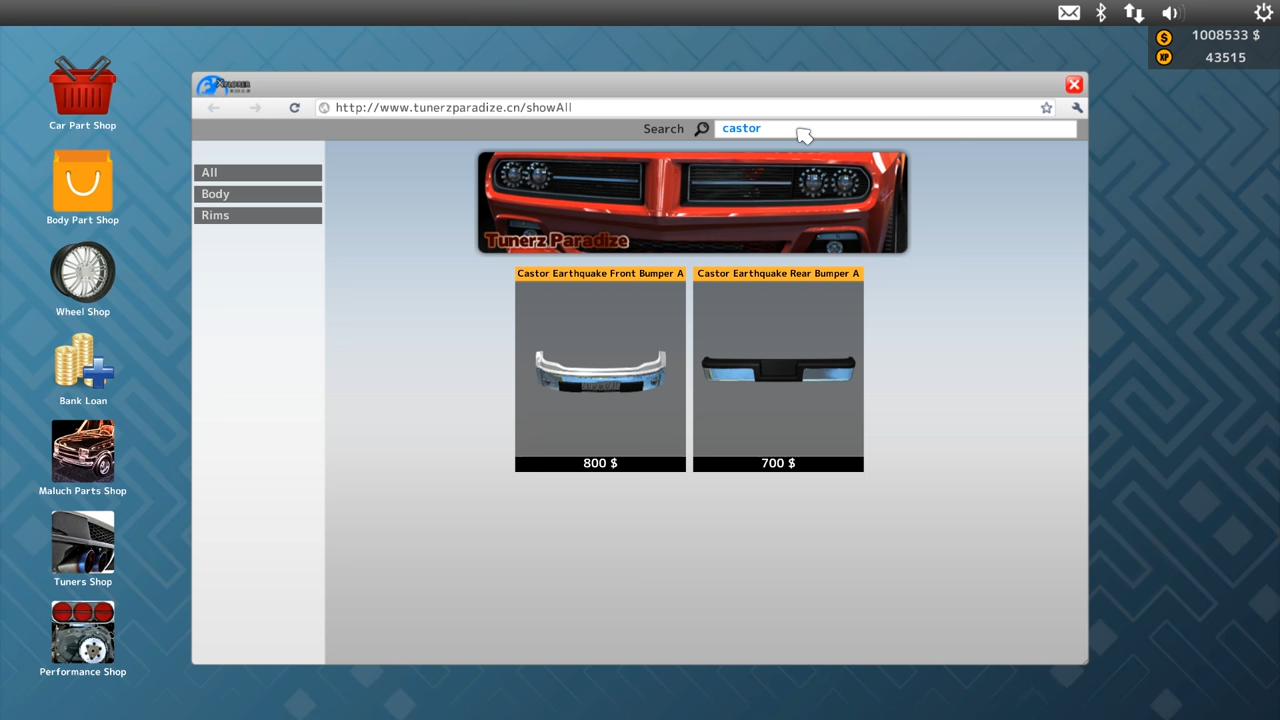 1008533 $
43515
XPLORER
http://www.tunerzparadize.cn/showAll
Search
castor
Car Part Shop
Body Part Shop
Wheel Shop
Bank Loan
Maluch Parts Shop
Tuners Shop
Performance Shop
All
Body
Rims
Tunerz Paradize
Castor Earthquake Front Bumper A
Castor Earthquake Rear Bumper A
800 $
700 $
$
XP